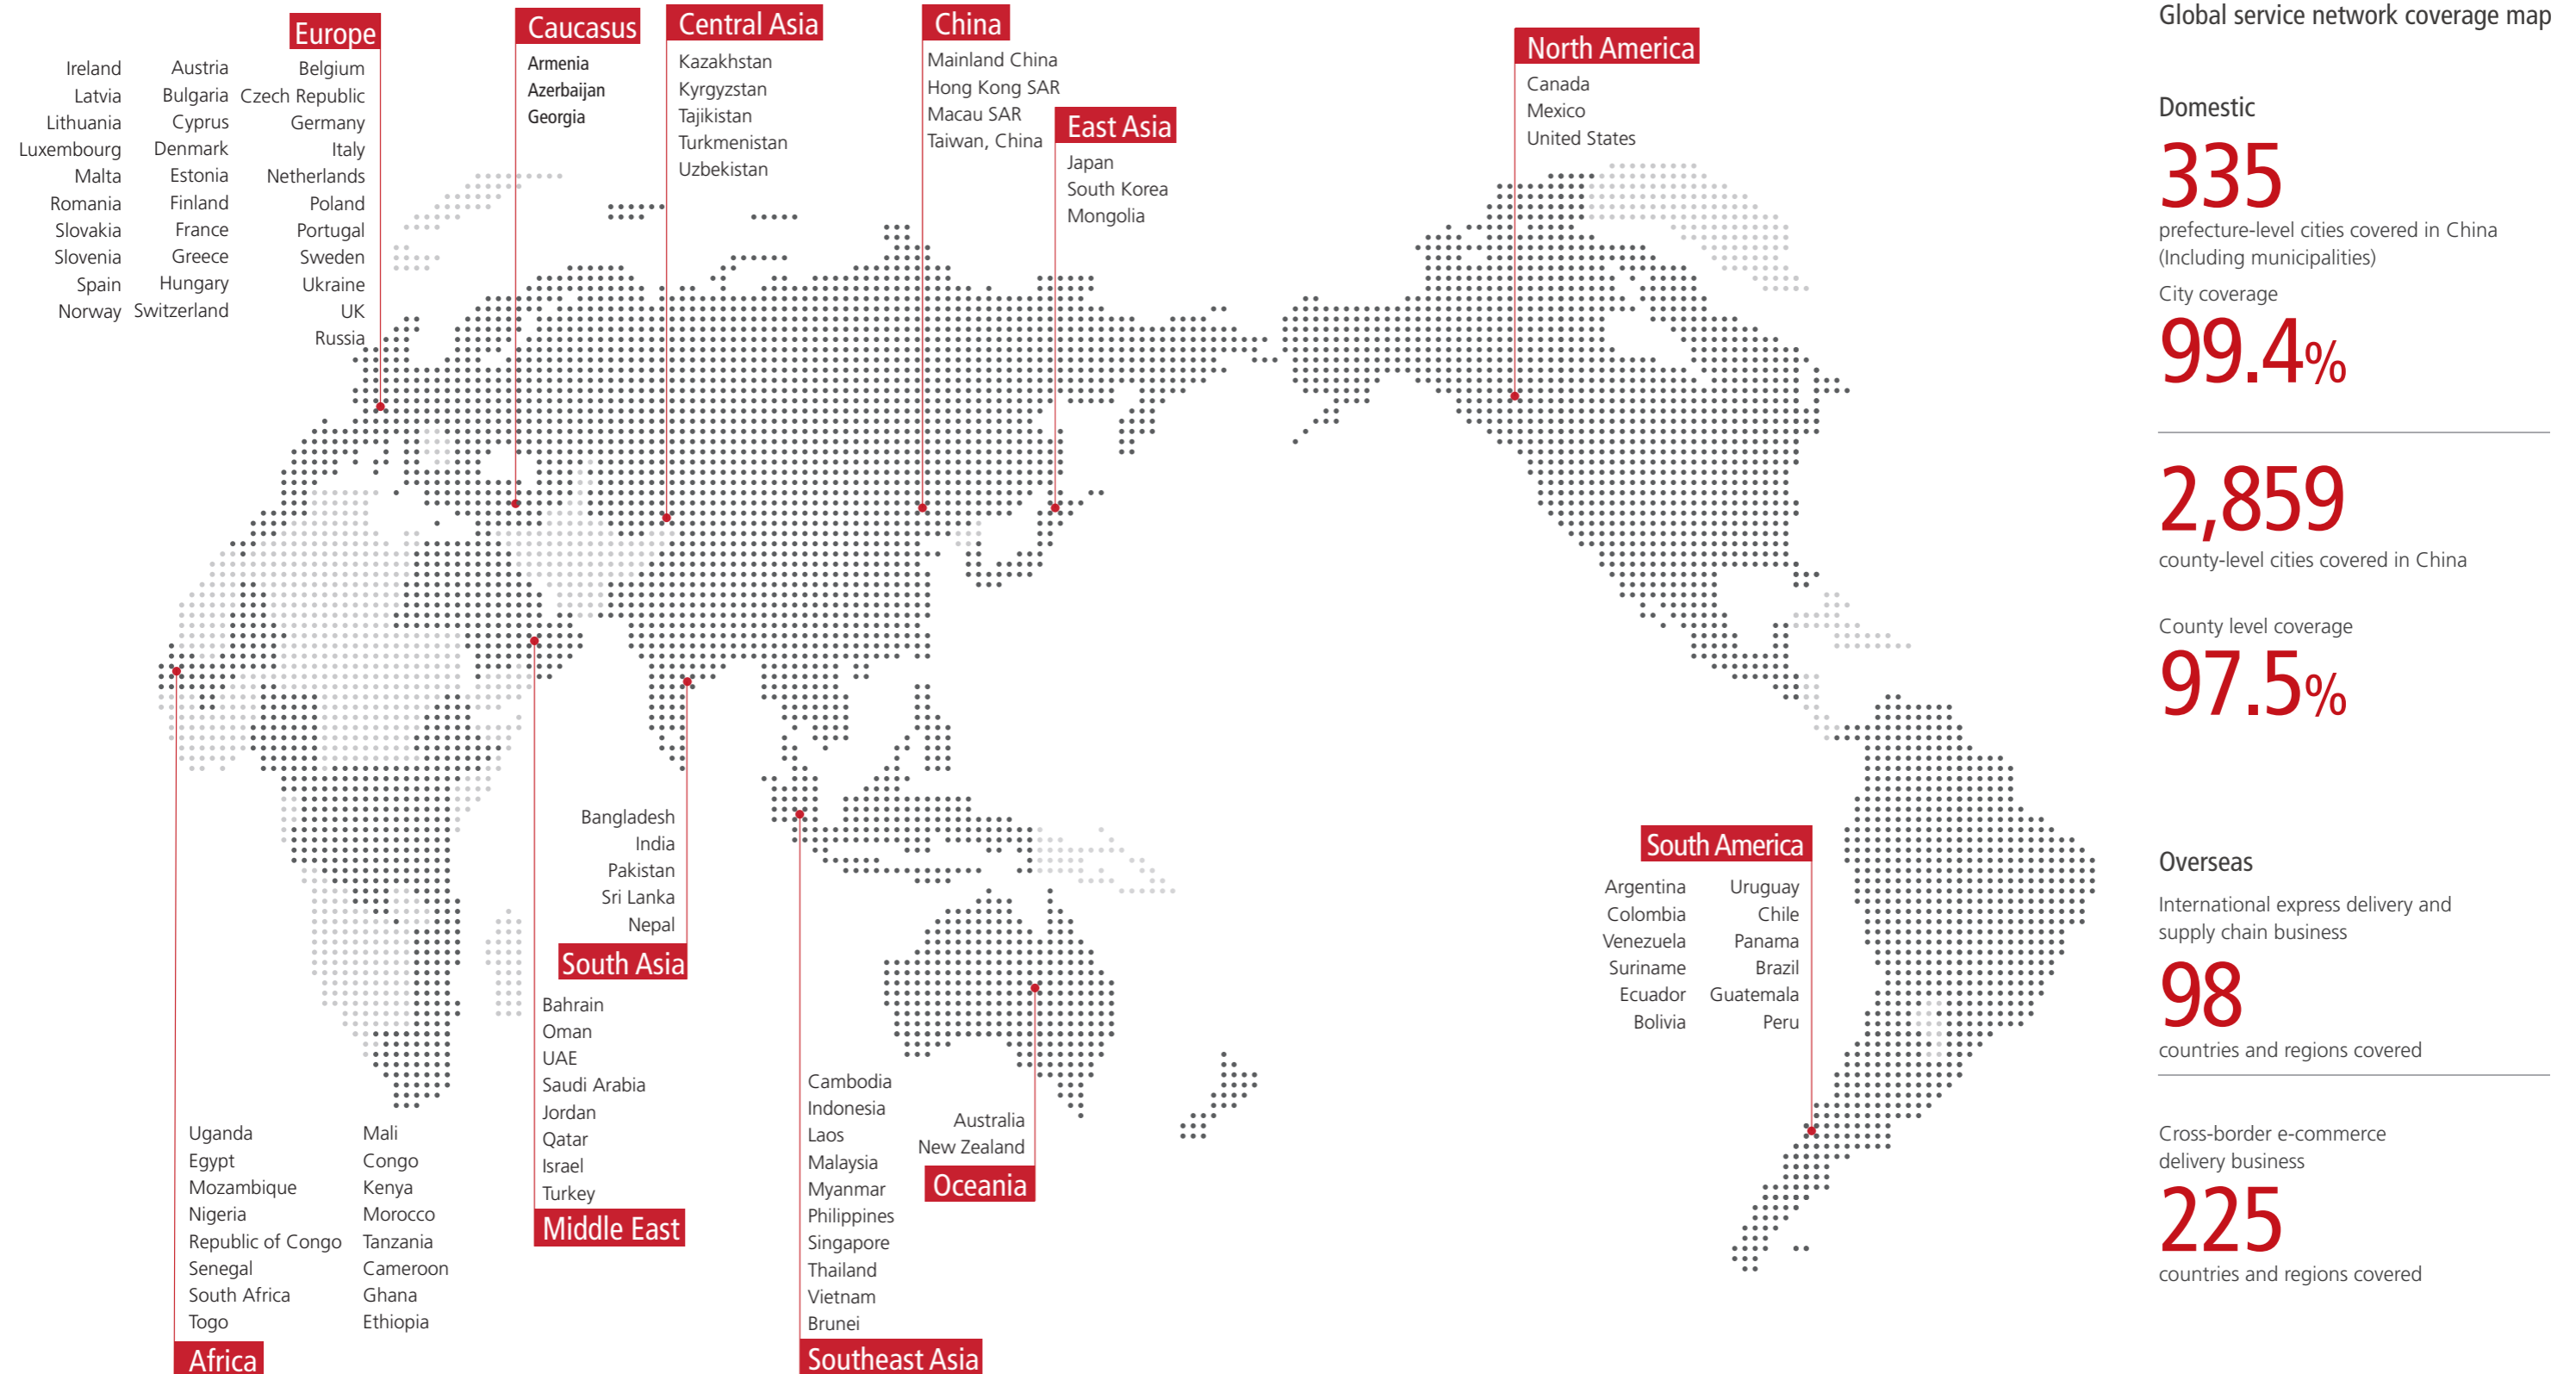 Europe
Ireland
Latvia
Lithuania
Luxembourg
Malta
Romania
Slovakia
Slovenia
Spain
Norway
Austria
Bulgaria
Cyprus
Denmark
Estonia
Finland
France
Greece
Hungary
Switzerland
Belgium
Czech Republic
Germany
Italy
Netherlands
Poland
Portugal
Sweden
Ukraine
UK
Russia
Caucasus
Armenia
Azerbaijan
Georgia
Central Asia
Kazakhstan
Kyrgyzstan
Tajikistan
Turkmenistan
Uzbekistan
China
Mainland China
Hong Kong SAR
Macau SAR
Taiwan, China
East Asia
Japan
South Korea
Mongolia
North America
Canada
Mexico
United States
Bangladesh
India
Pakistan
Sri Lanka
Nepal
South Asia
Bahrain
Oman
UAE
Saudi Arabia
Jordan
Qatar
Israel
Turkey
Middle East
Uganda
Egypt
Mozambique
Nigeria
Republic of Congo
Senegal
South Africa
Togo
Mali
Congo
Kenya
Morocco
Tanzania
Cameroon
Ghana
Ethiopia
Africa
Cambodia
Indonesia
Laos
Malaysia
Myanmar
Philippines
Singapore
Thailand
Vietnam
Brunei
Southeast Asia
Australia
New Zealand
Oceania
South America
Argentina
Colombia
Venezuela
Suriname
Ecuador
Bolivia
Uruguay
Chile
Panama
Brazil
Guatemala
Peru
Global service network coverage map
Domestic
335
prefecture-level cities covered in China
(Including municipalities)
City coverage
99.4%
2,859
county-level cities covered in China
County level coverage
97.5%
Overseas
International express delivery and
supply chain business
98
countries and regions covered
Cross-border e-commerce
delivery business
225
countries and regions covered